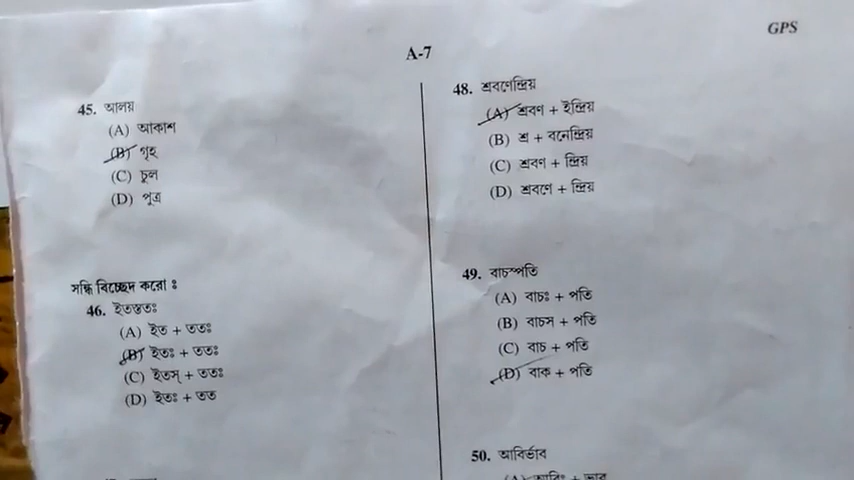 GPS
A-7
45. আলয়
(A) আকাশ
(B) গৃহ
(C) চুল
(D) পুত্র
সন্ধি বিচ্ছেদ করো ঃ
46. ইতস্ততঃ
(A) ইত + ততঃ
(B) ইতঃ + ততঃ
(C) ইতস্ + ততঃ
(D) ইতঃ + তত
48. শ্রবণেন্দ্রিয়
(A) শ্রবণ + ইন্দ্রিয়
(B) শ্র + বনেন্দ্রিয়
(C) শ্রবণ + ন্দ্রিয়
(D) শ্রবণে + ন্দ্রিয়
49. বাচস্পতি
(A) বাচঃ + পতি
(B) বাচস + পতি
(C) বাচ + পতি
(D) বাক + পতি
50. আবির্ভাব
(A) আবিঃ + ভাব